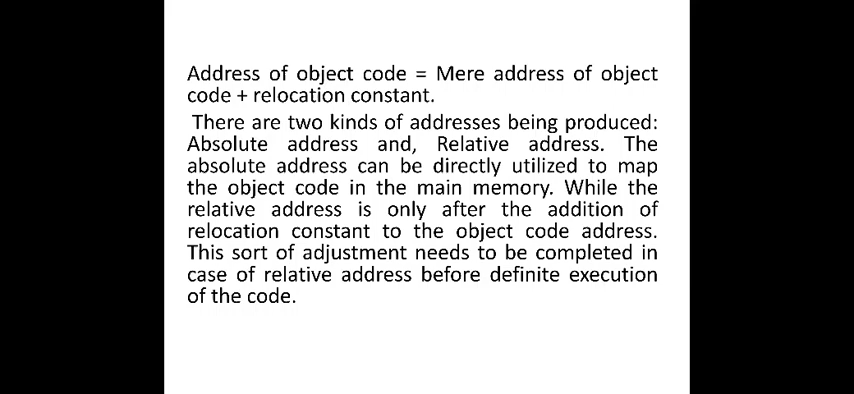 Address of object code = Mere address of object
code + relocation constant.
There are two kinds of addresses being produced:
Absolute address and, Relative address. The
absolute address can be directly utilized to map
the object code in the main memory. While the
relative address is only after the addition of
relocation constant to the object code address.
This sort of adjustment needs to be completed in
case of relative address before definite execution
of the code.